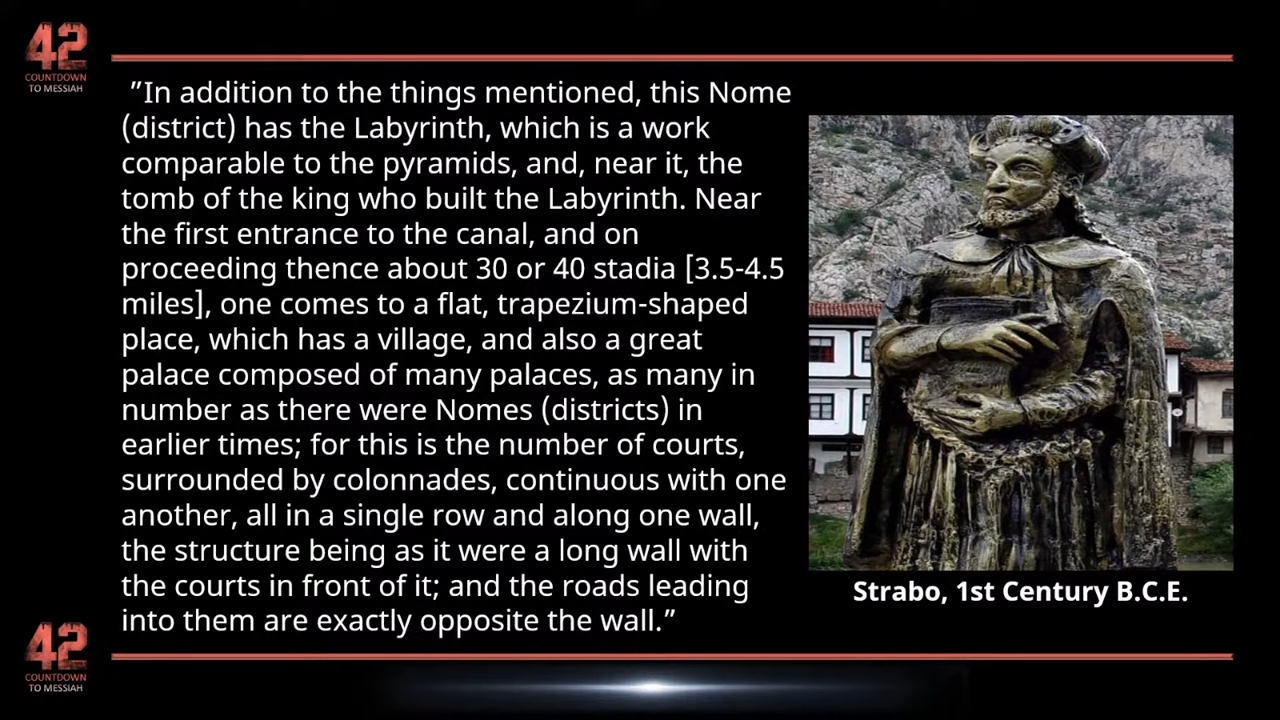 42
COUNTDOWN
TO MESSIAH
”In addition to the things mentioned, this Nome
(district) has the Labyrinth, which is a work
comparable to the pyramids, and, near it, the
tomb of the king who built the Labyrinth. Near
the first entrance to the canal, and on
proceeding thence about 30 or 40 stadia [3.5-4.5
miles], one comes to a flat, trapezium-shaped
place, which has a village, and also a great
palace composed of many palaces, as many in
number as there were Nomes (districts) in
earlier times; for this is the number of courts,
surrounded by colonnades, continuous with one
another, all in a single row and along one wall,
the structure being as it were a long wall with
the courts in front of it; and the roads leading
into them are exactly opposite the wall.”
Strabo, 1st Century B.C.E.
42
COUNTDOWN
TO MESSIAH